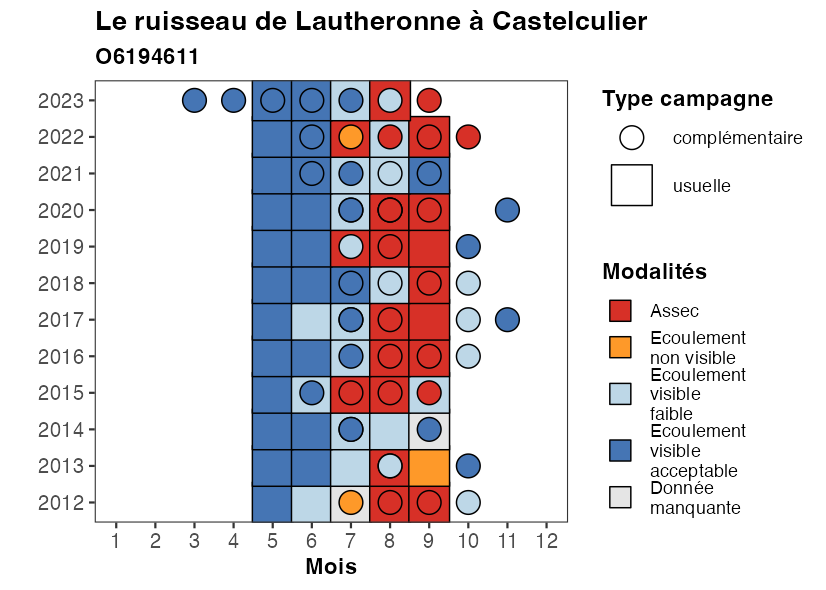 Le ruisseau de Lautheronne à Castelculier
O6194611
2023
2022
2021
2020
2019
2018
2017
2016
2015
2014
2013
2012
1 2 3 4 5 6 7 8 9 10 11 12
Mois
Type campagne
complémentaire
usuelle
Modalités
Assec
Ecoulement
non visible
Ecoulement
visible
faible
Ecoulement
visible
acceptable
Donnée
manquante